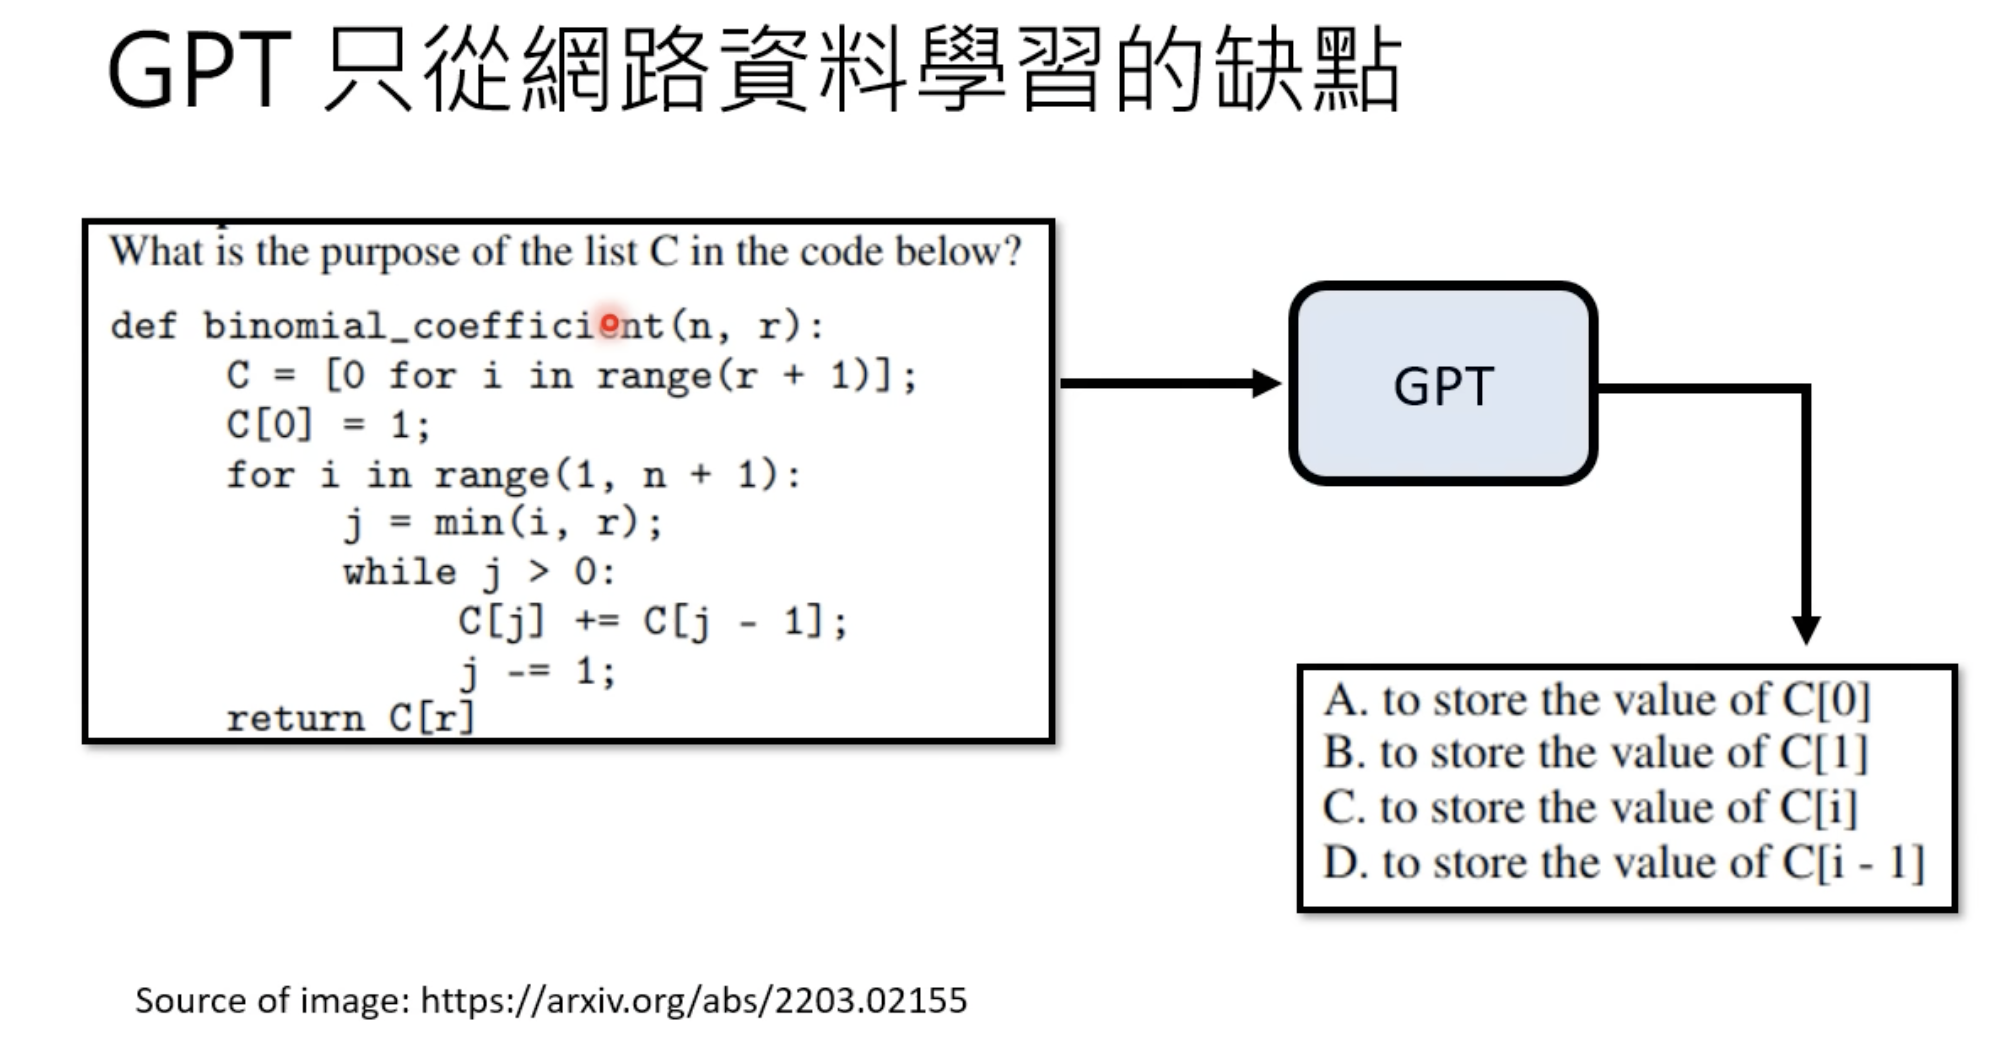 GPT 只從網路資料學習的缺點
What is the purpose of the list C in the code below?
def binomial_coefficient(n, r):
C = [0 for i in range(r + 1)];
C[0] = 1;
for i in range(1, n + 1):
j = min(i, r);
while j > 0:
C[j] += C[j - 1];
j -= 1;
return C[r]
GPT
A. to store the value of C[0]
B. to store the value of C[1]
C. to store the value of C[i]
D. to store the value of C[i - 1]
Source of image: https://arxiv.org/abs/2203.02155